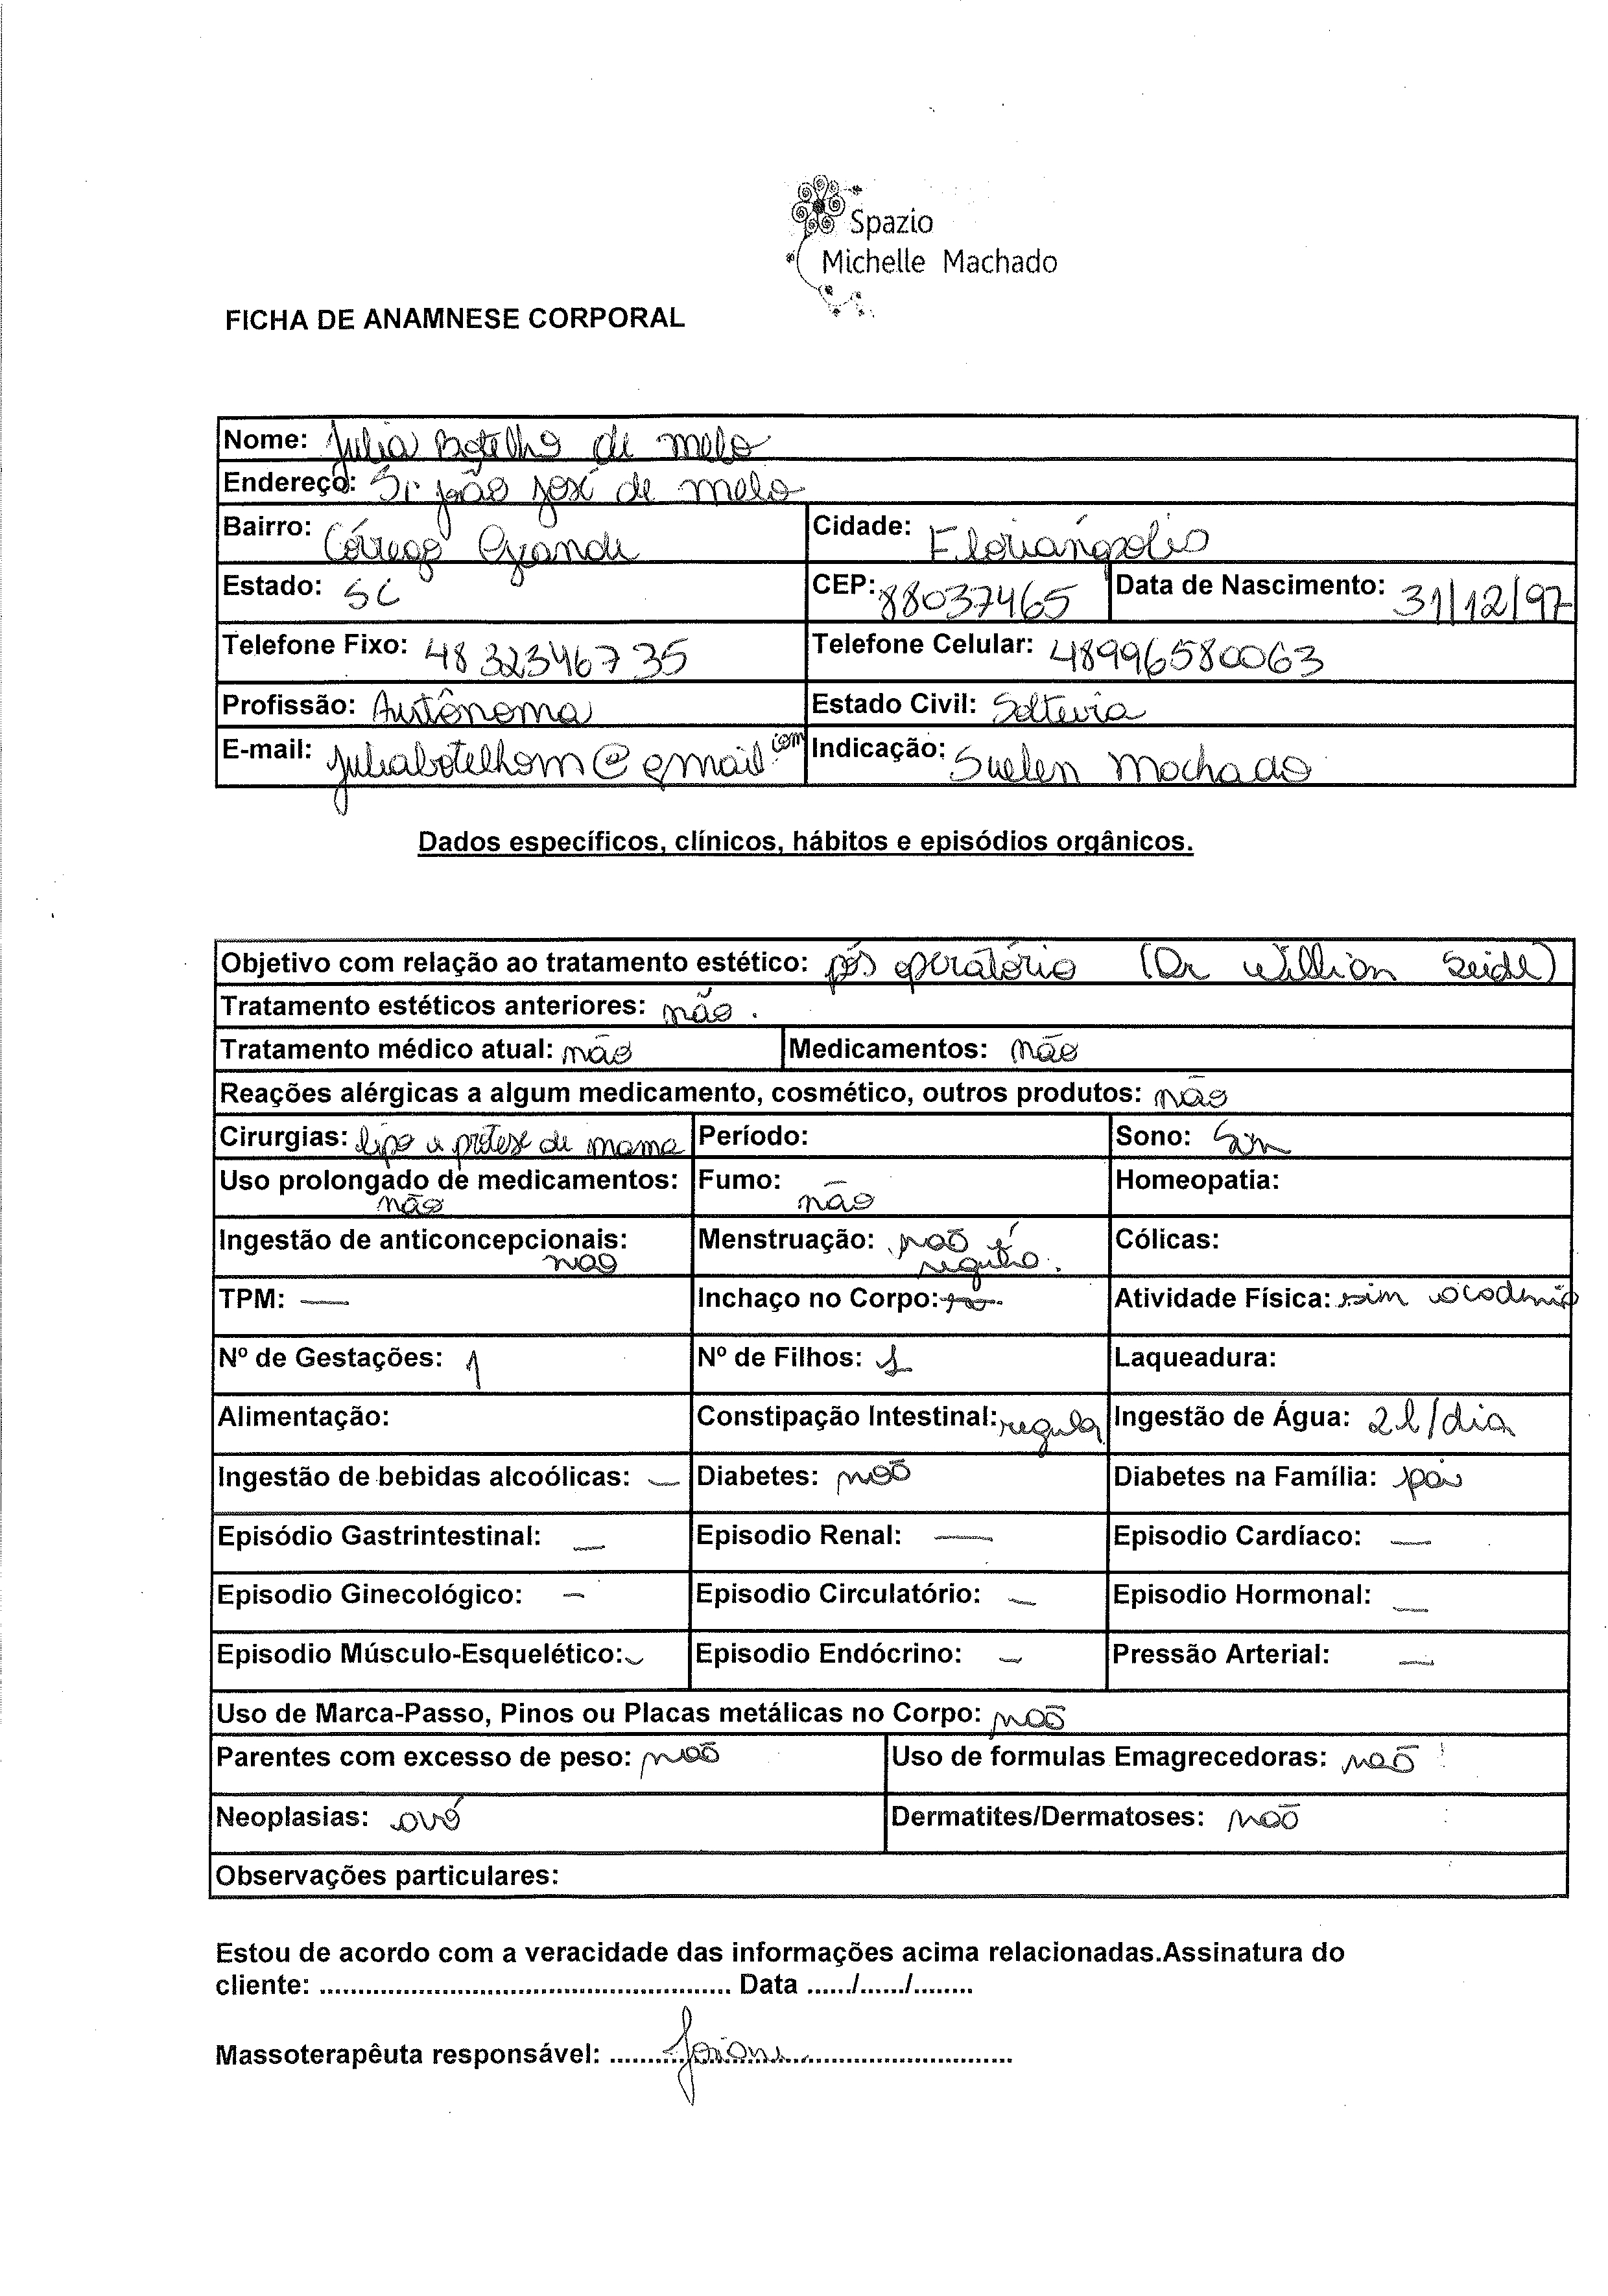 Spazio
Michelle Machado
FICHA DE ANAMNESE CORPORAL
Nome: Julia Botelho de melo
Endereço: Sr joão josé de melo
Bairro: Córrego Grande Cidade: Florianópolis
Estado: SC CEP: 88037465 Data de Nascimento: 31/12/97
Telefone Fixo: 48 32346735 Telefone Celular: 48996580063
Profissão: Autônoma Estado Civil: Solteira
E-mail: juliabotelhom@gmail.com Indicação: Suelen Machado
Dados específicos, clínicos, hábitos e episódios orgânicos.
Objetivo com relação ao tratamento estético: pós operatório (Dr Willian Seidl)
Tratamento estéticos anteriores: não.
Tratamento médico atual: não Medicamentos: não
Reações alérgicas a algum medicamento, cosmético, outros produtos: não
Cirurgias: lipo e protese de mama Período: Sono: Sim
Uso prolongado de medicamentos: não Fumo: não Homeopatia:
Ingestão de anticoncepcionais: nao Menstruação: não é regular. Cólicas:
TPM: — Inchaço no Corpo: Atividade Física: sim academia
Nº de Gestações: 1 Nº de Filhos: 1 Laqueadura:
Alimentação: Constipação Intestinal: regular Ingestão de Água: 2 l/dia
Ingestão de bebidas alcoólicas: — Diabetes: não Diabetes na Família: pai
Episódio Gastrintestinal: — Episodio Renal: — Episodio Cardíaco: —
Episodio Ginecológico: — Episodio Circulatório: — Episodio Hormonal: —
Episodio Músculo-Esquelético: — Episodio Endócrino: — Pressão Arterial: —
Uso de Marca-Passo, Pinos ou Placas metálicas no Corpo: não
Parentes com excesso de peso: não Uso de formulas Emagrecedoras: não
Neoplasias: avó Dermatites/Dermatoses: não
Observações particulares:
Estou de acordo com a veracidade das informações acima relacionadas.Assinatura do
cliente: ...................................................... Data ....../....../........
Massoterapêuta responsável: .....................................................